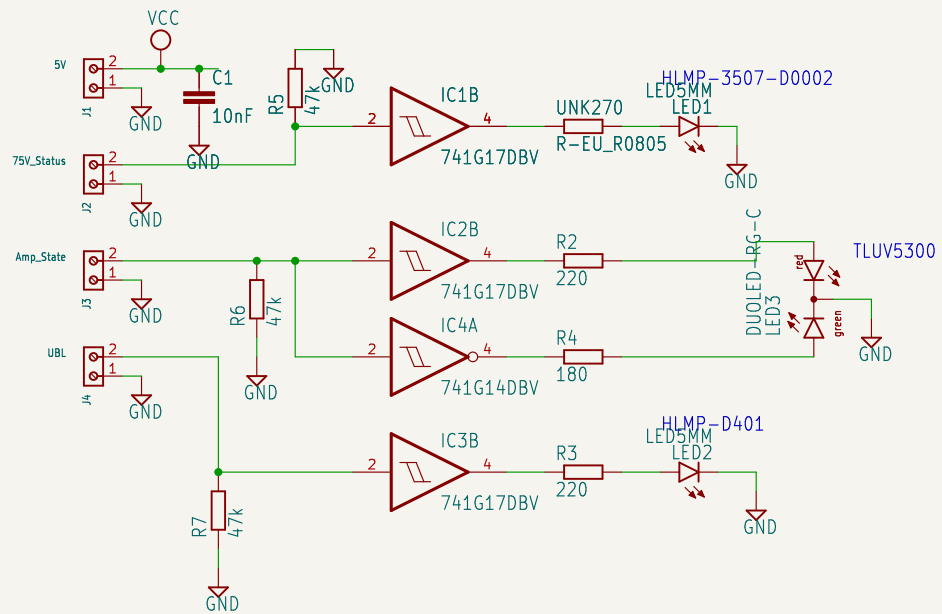 VCC
5V
2
1
J1
GND
C1
10nF
GND
R5
47k
GND
2
IC1B
4
741G17DBV
UNK270
R-EU_R0805
HLMP-3507-D0002
LED5MM
LED1
GND
75V_Status
2
1
J2
GND
Amp_State
2
1
J3
GND
R6
47k
GND
2
IC2B
4
741G17DBV
R2
220
DUOLED-RG-C
LED3
red
green
TLUV5300
GND
2
IC4A
4
741G14DBV
R4
180
UBL
2
1
J4
GND
R7
47k
GND
2
IC3B
4
741G17DBV
R3
220
HLMP-D401
LED5MM
LED2
GND